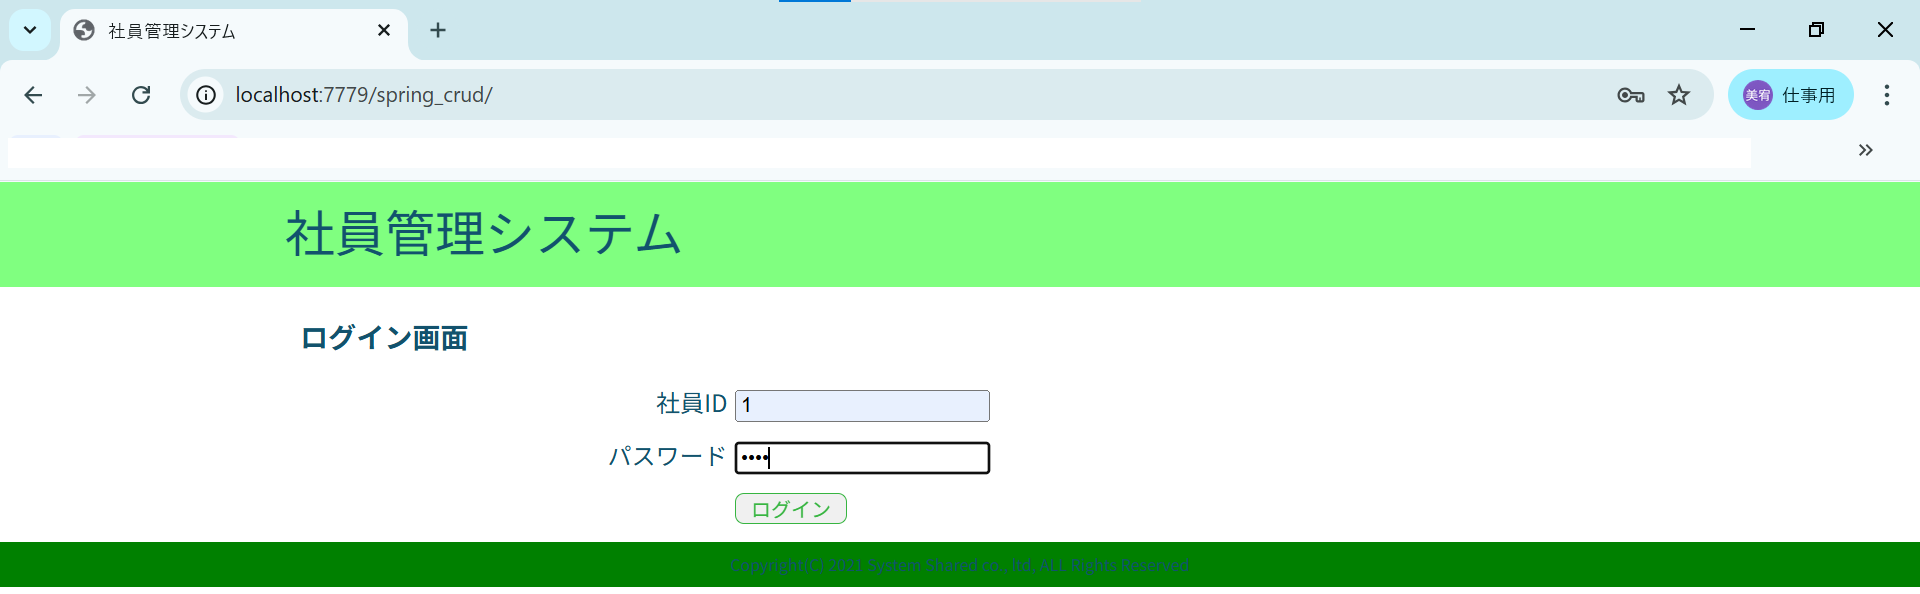 社員管理システム
localhost:7779/spring_crud/
美宥 仕事用
社員管理システム
ログイン画面
社員ID 1
パスワード ••••
ログイン
Copyright(C) 2021 System Shared co., ltd. ALL Rights Reserved